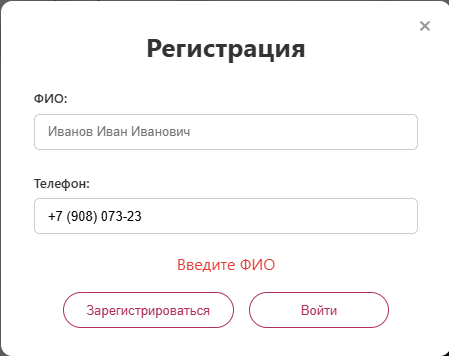 ×
Регистрация
ФИО:
Иванов Иван Иванович
Телефон:
+7 (908) 073-23
Введите ФИО
Зарегистрироваться
Войти